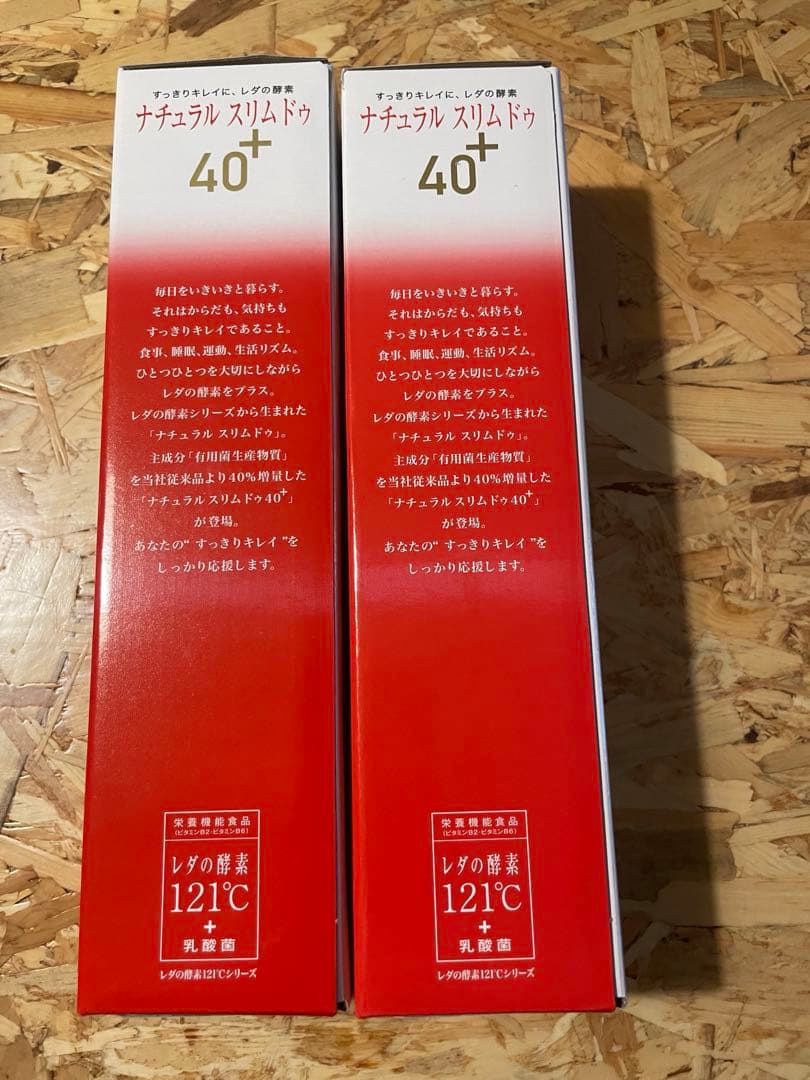 すっきりキレイに、レダの酵素
ナチュラル スリムドゥ
40+
毎日をいきいきと暮らす。
それはからだも、気持ちも
すっきりキレイであること。
食事、睡眠、運動、生活リズム。
ひとつひとつを大切にしながら
レダの酵素をプラス。
レダの酵素シリーズから生まれた
「ナチュラル スリムドゥ」。
主成分「有用菌生産物質」
を当社従来品より40%増量した
「ナチュラル スリムドゥ40+」
が登場。
あなたの“すっきりキレイ”を
しっかり応援します。
栄養機能食品
(ビタミンB2・ビタミンB6)
レダの酵素
121℃
+
乳酸菌
レダの酵素121℃シリーズ
すっきりキレイに、レダの酵素
ナチュラル スリムドゥ
40+
毎日をいきいきと暮らす。
それはからだも、気持ちも
すっきりキレイであること。
食事、睡眠、運動、生活リズム。
ひとつひとつを大切にしながら
レダの酵素をプラス。
レダの酵素シリーズから生まれた
「ナチュラル スリムドゥ」。
主成分「有用菌生産物質」
を当社従来品より40%増量した
「ナチュラル スリムドゥ40+」
が登場。
あなたの“すっきりキレイ”を
しっかり応援します。
栄養機能食品
(ビタミンB2・ビタミンB6)
レダの酵素
121℃
+
乳酸菌
レダの酵素121℃シリーズ